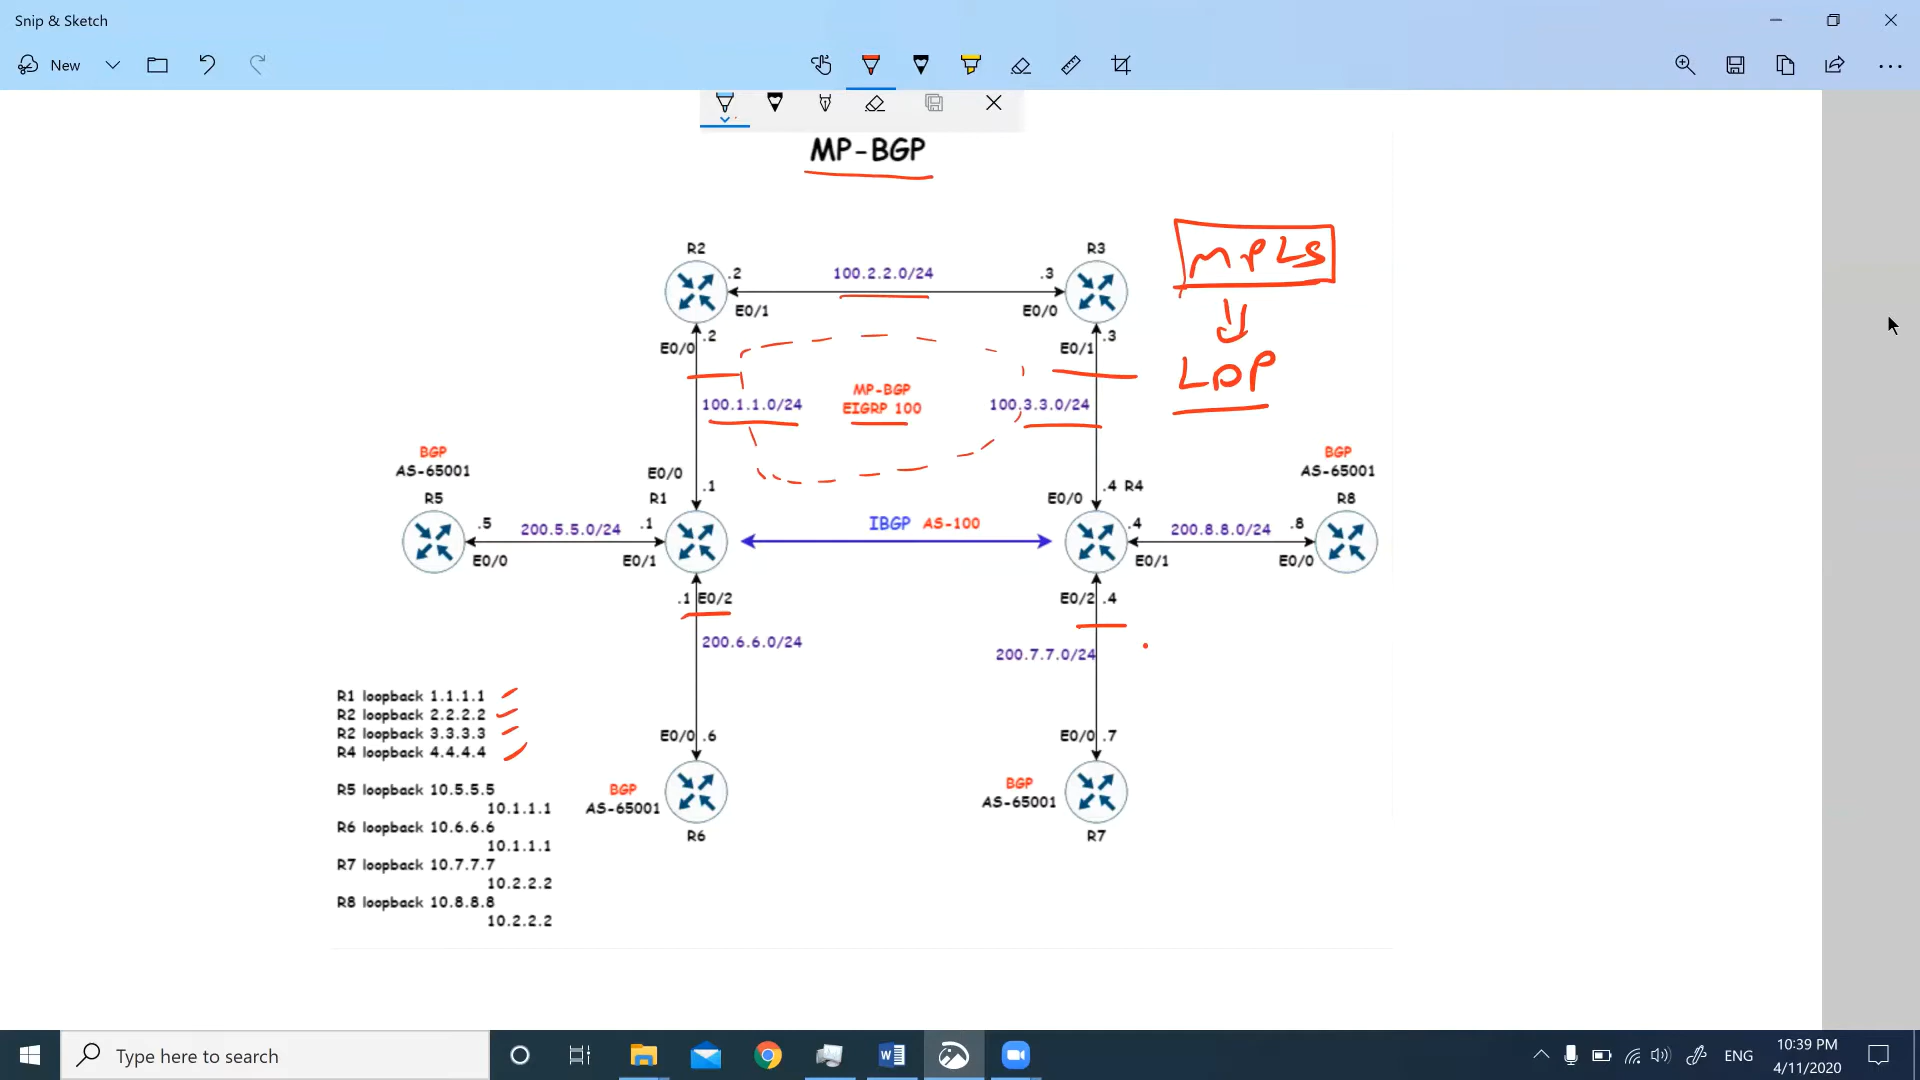 Snip & Sketch
New
MP-BGP
MPLS
LDP
R2
R3
.2
100.2.2.0/24
.3
E0/1
E0/0
.2
E0/0
.3
E0/1
MP-BGP
EIGRP 100
100.1.1.0/24
100.3.3.0/24
BGP
AS-65001
R5
BGP
AS-65001
R8
E0/0
.1
R1
E0/0
.4 R4
.5
200.5.5.0/24
.1
E0/0
E0/1
IBGP AS-100
.4
200.8.8.0/24
.8
E0/1
E0/0
.1 E0/2
E0/2 .4
200.6.6.0/24
200.7.7.0/24
R1 loopback 1.1.1.1
R2 loopback 2.2.2.2
R2 loopback 3.3.3.3
R4 loopback 4.4.4.4
R5 loopback 10.5.5.5
10.1.1.1
R6 loopback 10.6.6.6
10.1.1.1
R7 loopback 10.7.7.7
10.2.2.2
R8 loopback 10.8.8.8
10.2.2.2
E0/0 .6
BGP
AS-65001
R6
E0/0 .7
BGP
AS-65001
R7
Type here to search
ENG
10:39 PM
4/11/2020